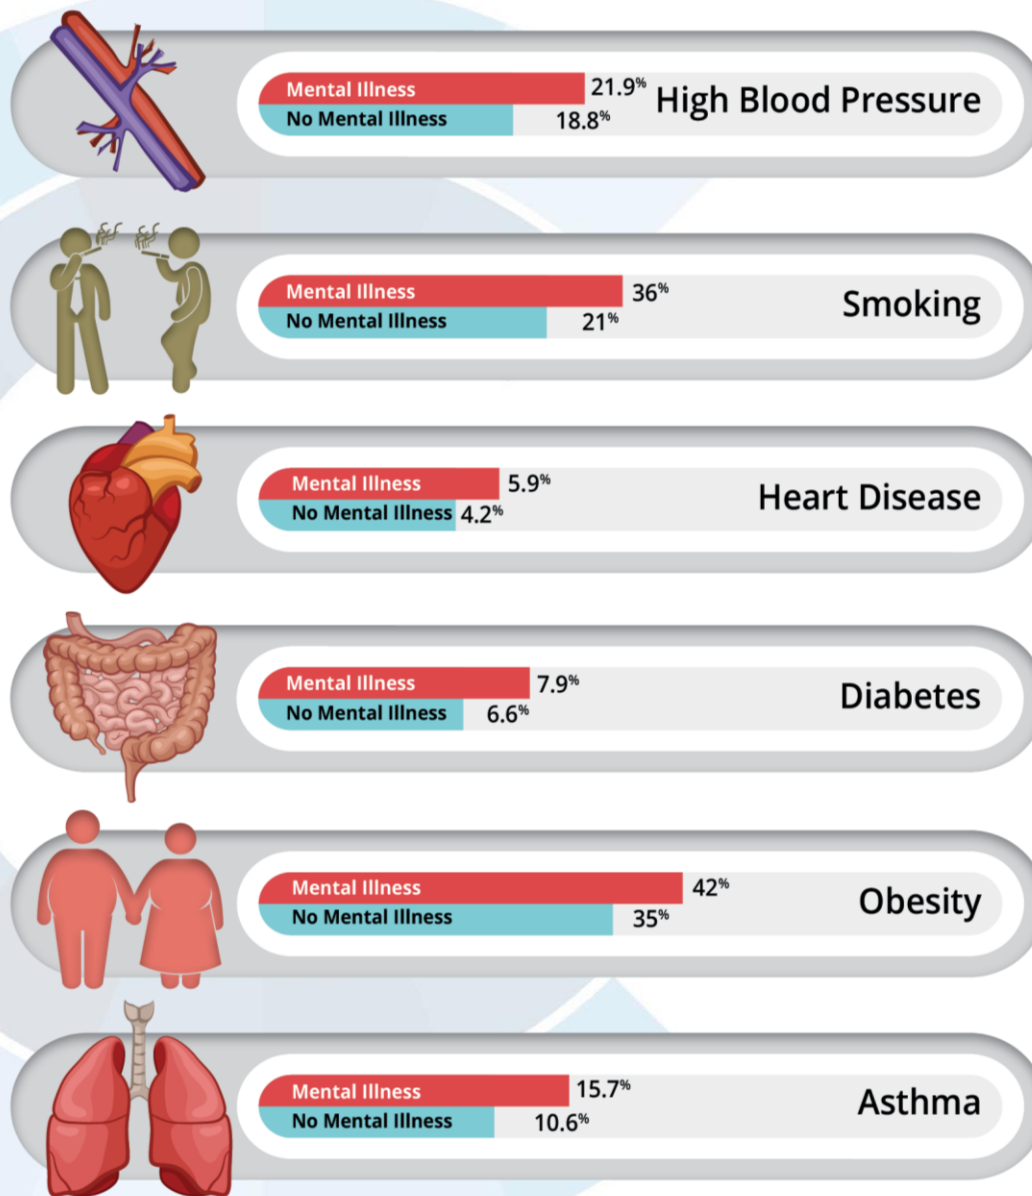 Mental Illness 21.9%
No Mental Illness 18.8%
High Blood Pressure
Mental Illness 36%
No Mental Illness 21%
Smoking
Mental Illness 5.9%
No Mental Illness 4.2%
Heart Disease
Mental Illness 7.9%
No Mental Illness 6.6%
Diabetes
Mental Illness 42%
No Mental Illness 35%
Obesity
Mental Illness 15.7%
No Mental Illness 10.6%
Asthma